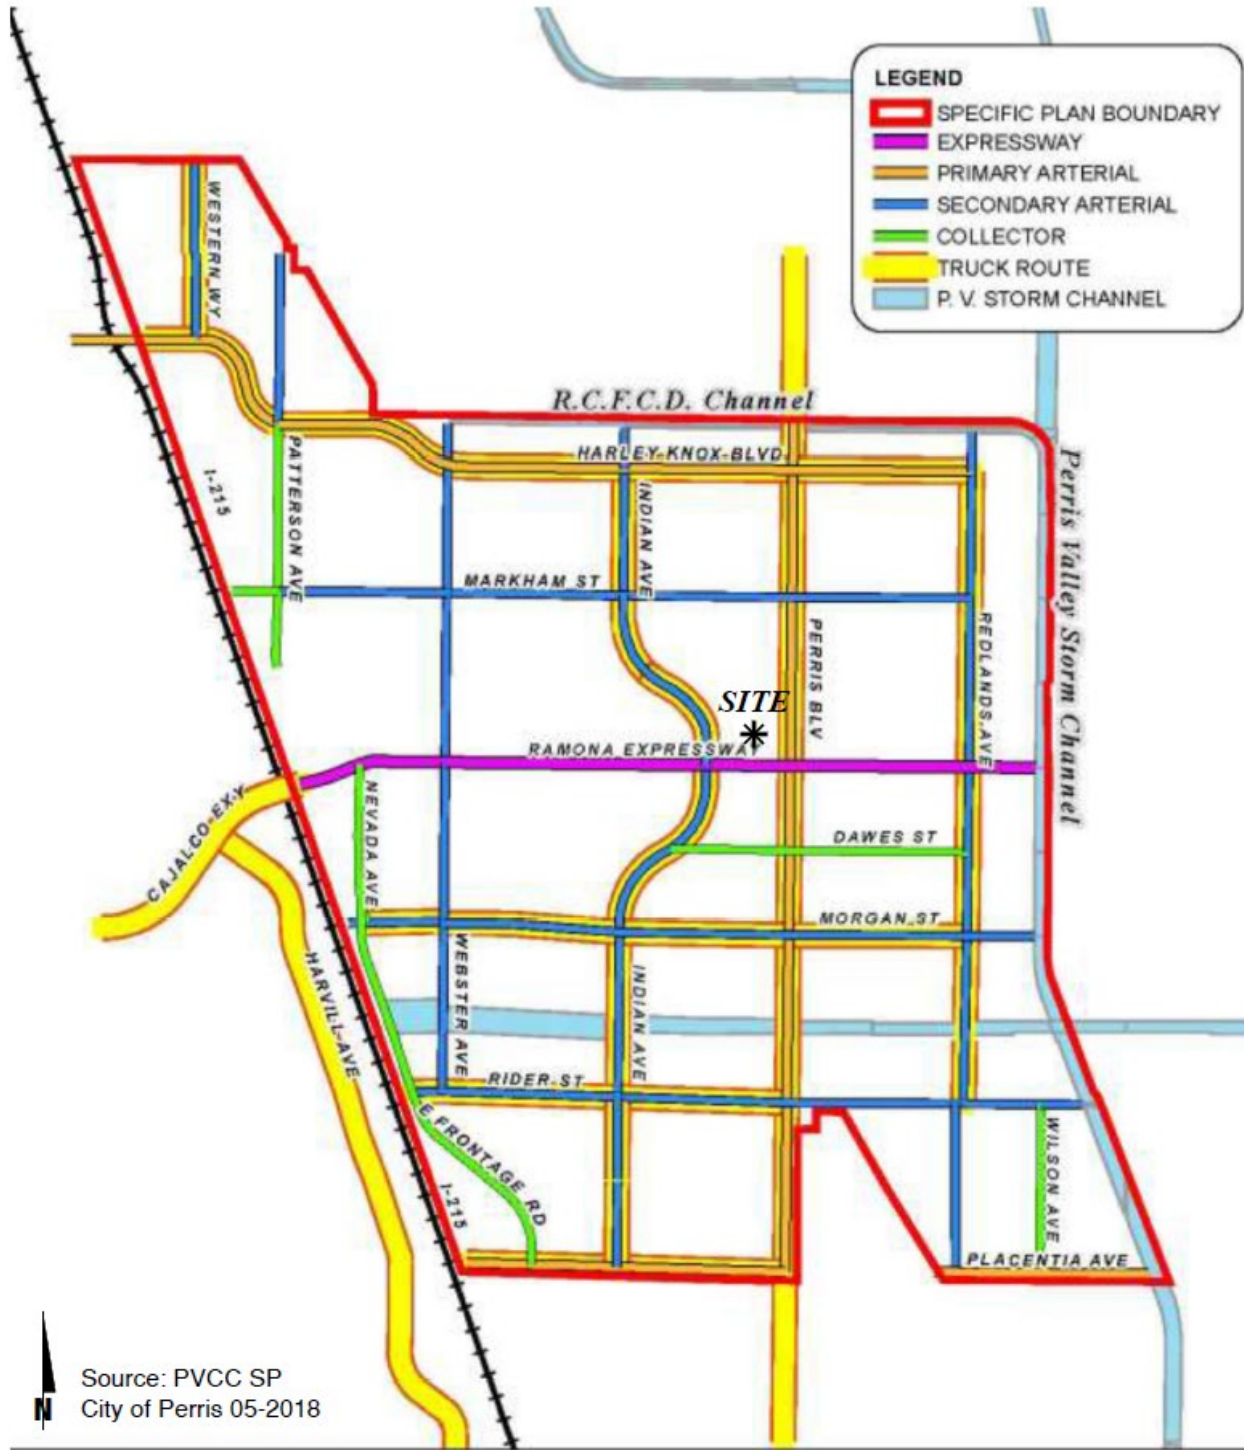 LEGEND
SPECIFIC PLAN BOUNDARY
EXPRESSWAY
PRIMARY ARTERIAL
SECONDARY ARTERIAL
COLLECTOR
TRUCK ROUTE
P. V. STORM CHANNEL
WESTERN WY
R.C.F.C.D. Channel
HARLEY KNOX BLVD
PATTERSON AVE
I-215
INDIAN AVE
MARKHAM ST
PERRIS BLV
REDLANDS AVE
Perris Valley Storm Channel
SITE
RAMONA EXPRESSWAY
CAJALCO EXY
NEVADA AVE
DAWES ST
MORGAN ST
HARVILL AVE
WEBSTER AVE
INDIAN AVE
RIDER ST
E FRONTAGE RD
I-215
WILSON AVE
PLACENTIA AVE
Source: PVCC SP
N City of Perris 05-2018